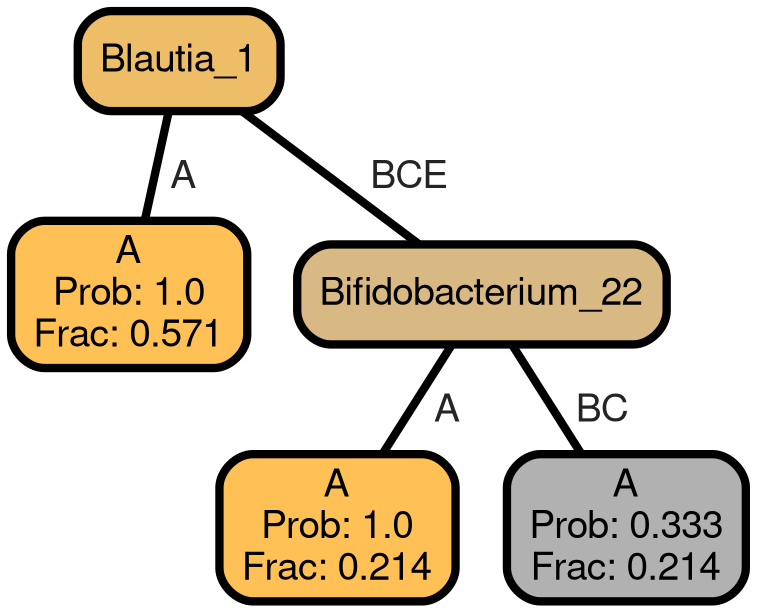 Blautia_1
A
BCE
A
Prob: 1.0
Frac: 0.571
Bifidobacterium_22
A
BC
A
Prob: 1.0
Frac: 0.214
A
Prob: 0.333
Frac: 0.214